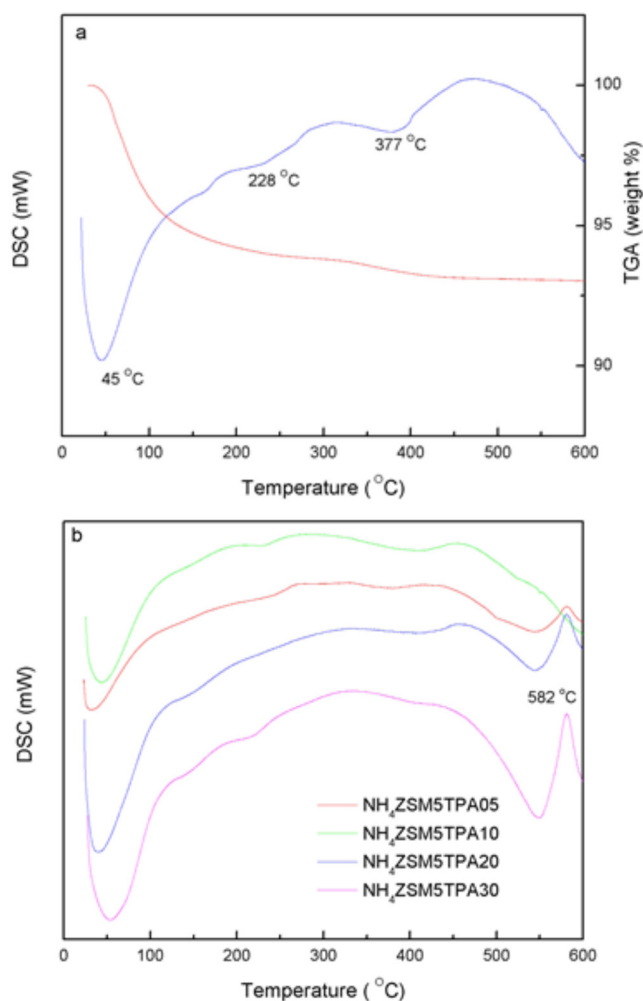 a
DSC (mW)
TGA (weight %)
100
95
90
45 °C
228 °C
377 °C
0 100 200 300 400 500 600
Temperature ( °C)
b
DSC (mW)
582 °C
NH₄ZSM5TPA05
NH₄ZSM5TPA10
NH₄ZSM5TPA20
NH₄ZSM5TPA30
0 100 200 300 400 500 600
Temperature ( °C)